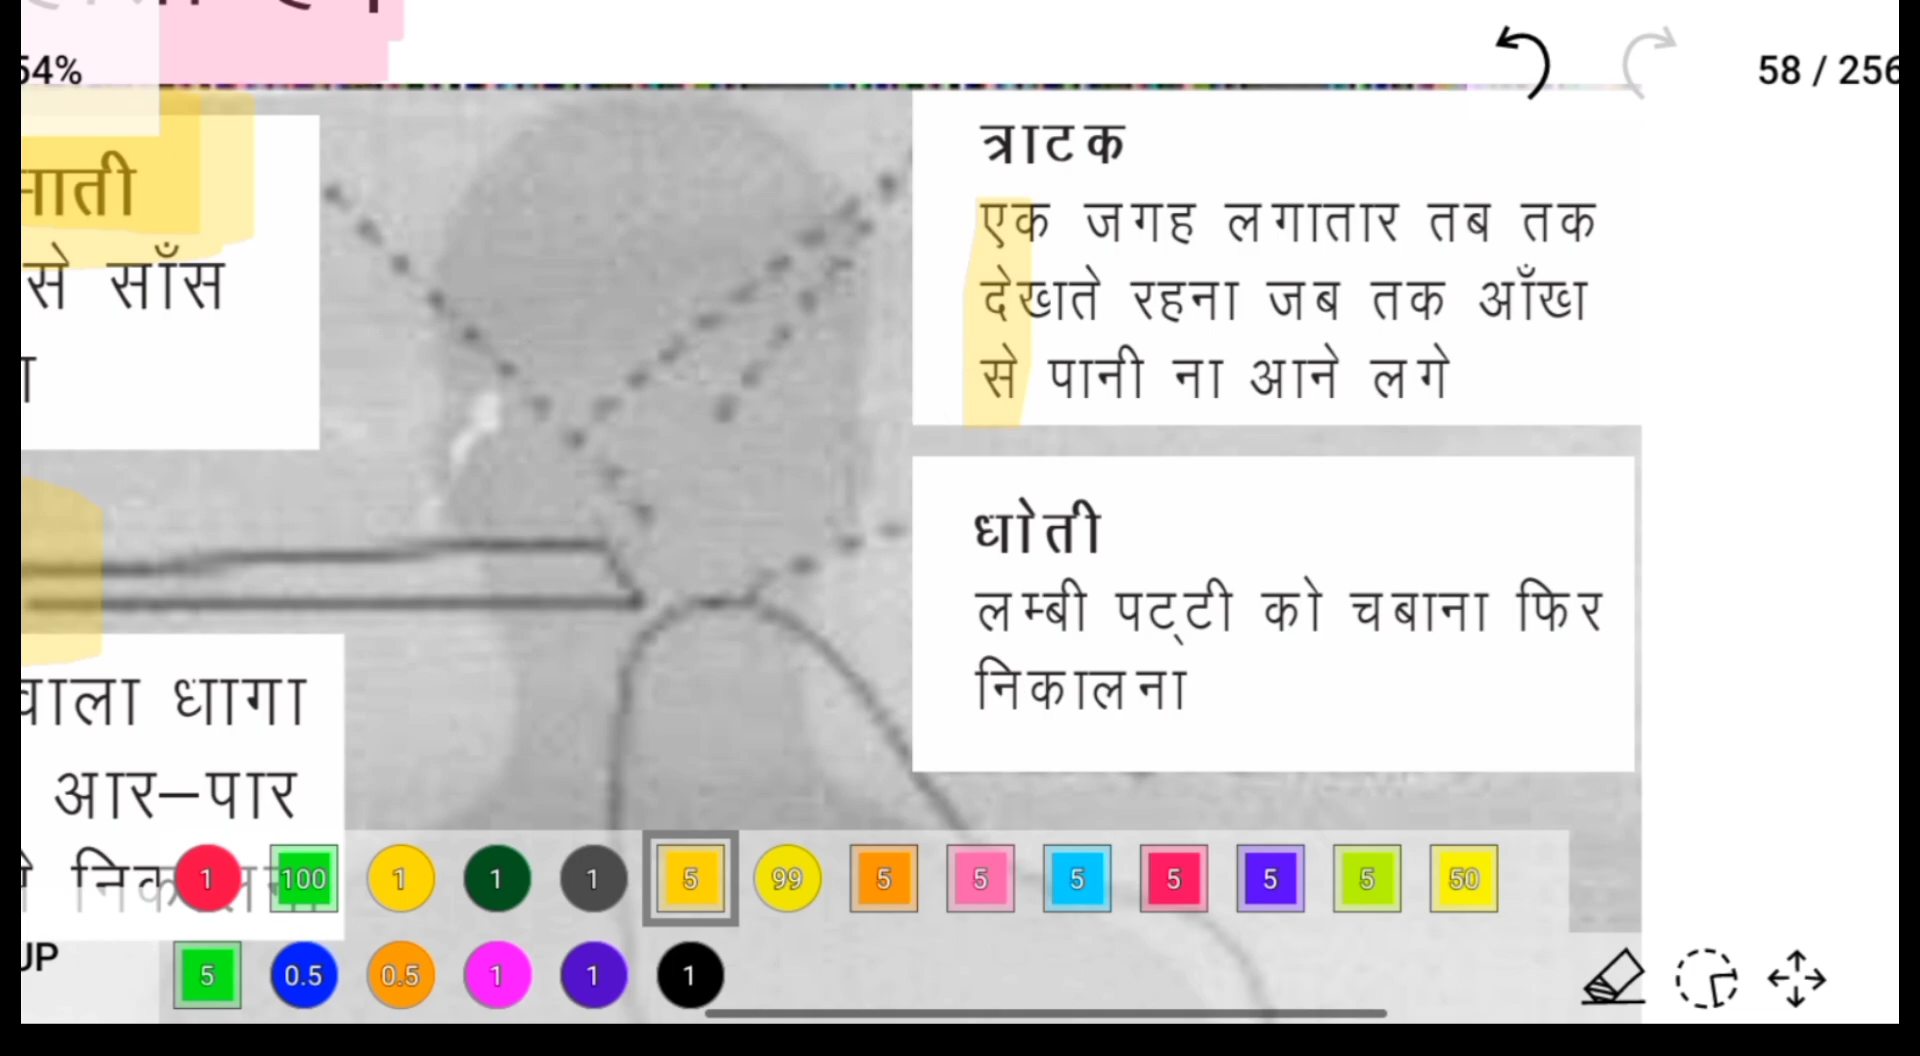 54%
58 / 256
त्राटक
एक जगह लगातार तब तक
देखते रहना जब तक आँख
से पानी ना आने लगे
से साँस
धोती
लम्बी पट्टी को चबाना फिर
निकालना
वाला धागा
आर–पार
1 100 1 1 1 5 99 5 5 5 5 5 5 50
5 0.5 0.5 1 1 1
UP